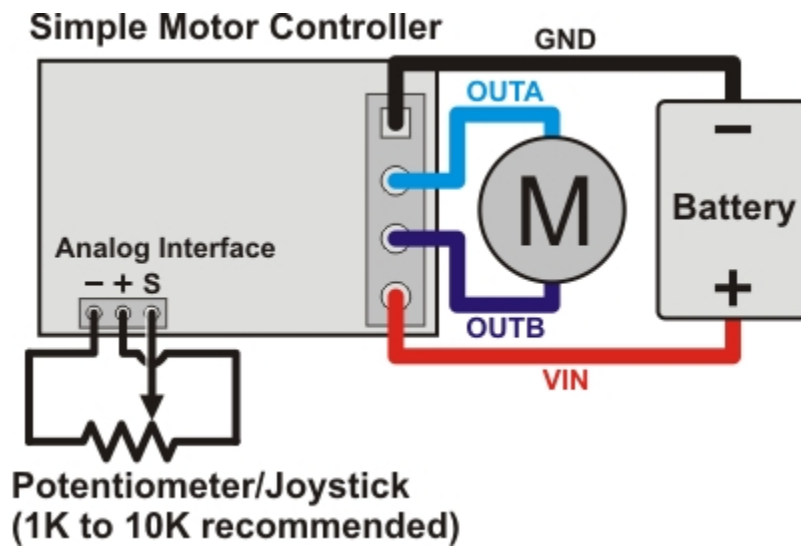 Simple Motor Controller
GND
OUTA
−
M
Battery
Analog Interface
− + S
+
OUTB
VIN
Potentiometer/Joystick
(1K to 10K recommended)